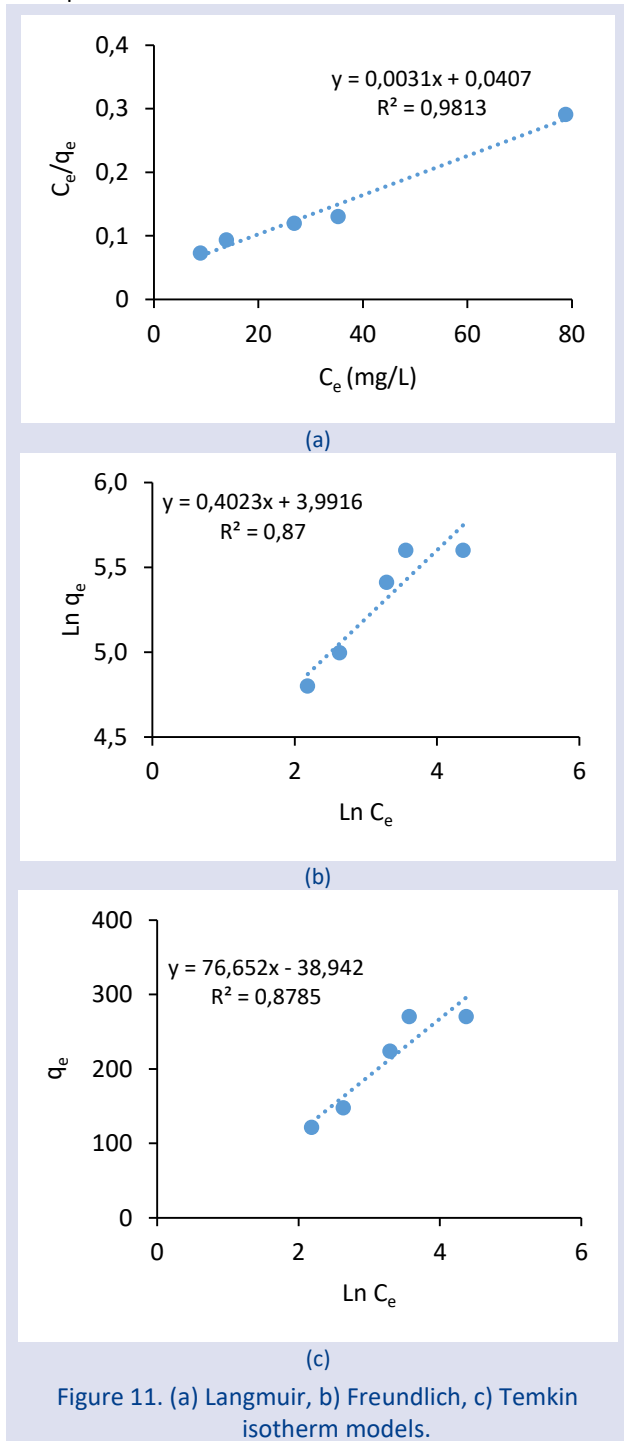 0,4
y = 0,0031x + 0,0407
R² = 0,9813
0,3
Cₑ/qₑ
0,2
0,1
0
0 20 40 60 80
Cₑ (mg/L)
(a)
6,0
y = 0,4023x + 3,9916
R² = 0,87
5,5
Ln qₑ
5,0
4,5
0 2 4 6
Ln Cₑ
(b)
400
y = 76,652x - 38,942
R² = 0,8785
300
qₑ
200
100
0
0 2 4 6
Ln Cₑ
(c)
Figure 11. (a) Langmuir, b) Freundlich, c) Temkin
isotherm models.